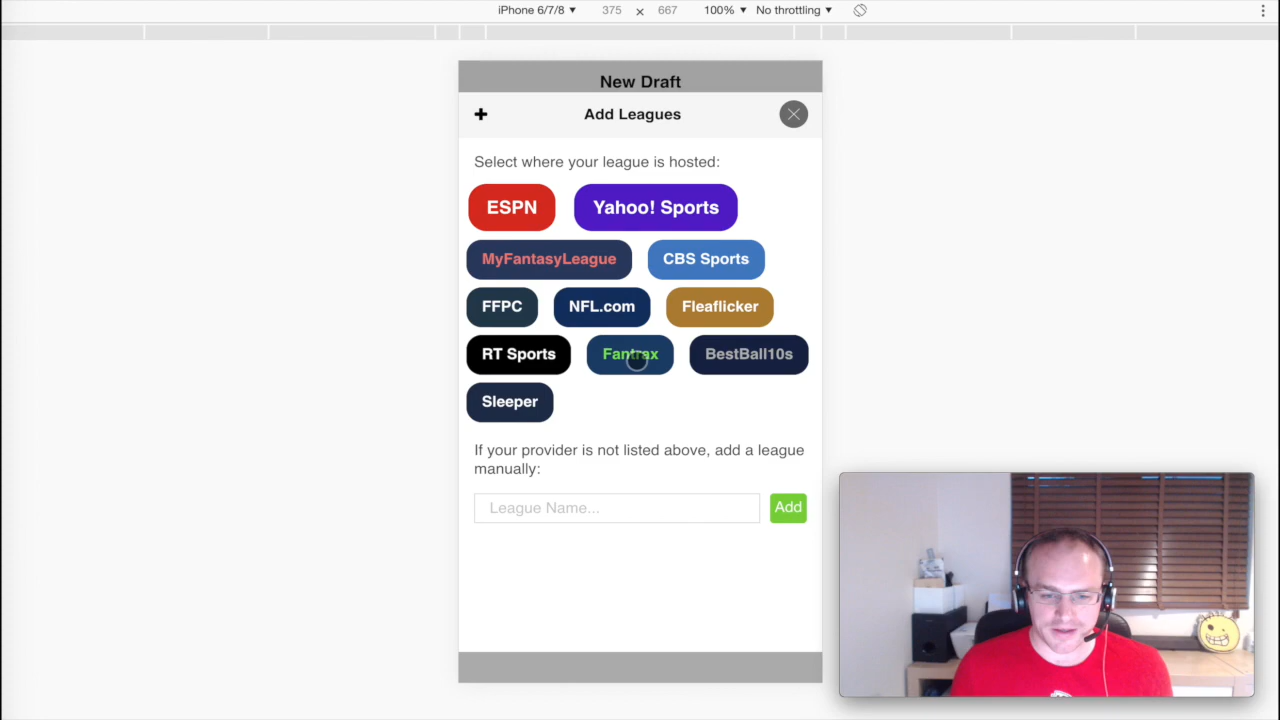 iPhone 6/7/8 ▼ 375 × 667 100% ▼ No throttling ▼
New Draft
Add Leagues
Select where your league is hosted:
ESPN Yahoo! Sports
MyFantasyLeague CBS Sports
FFPC NFL.com Fleaflicker
RT Sports Fantrax BestBall10s
Sleeper
If your provider is not listed above, add a league
manually:
League Name... Add